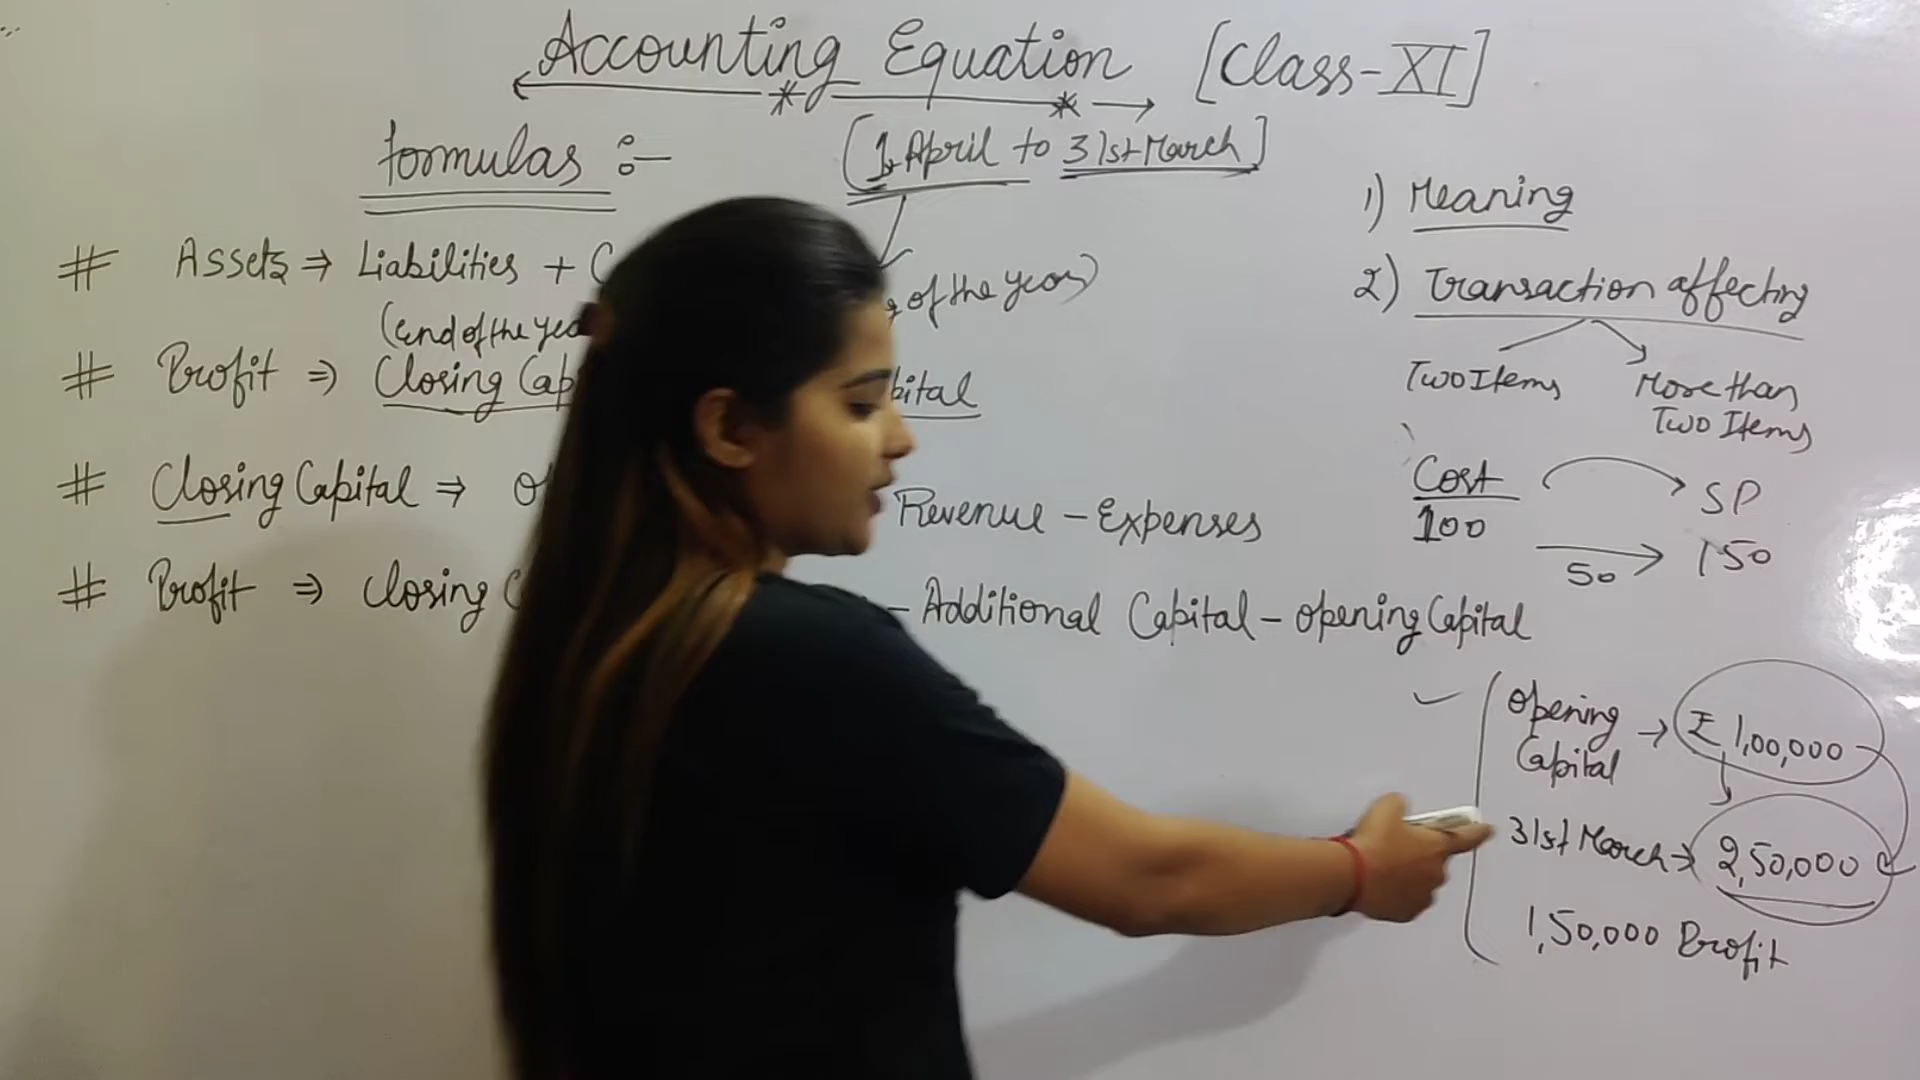 Accounting Equation [Class-XI]
formulas :-
[1 April to 31st March]
# Assets ⇒ Liabilities + C
(end of the yea
of the year)
# Profit ⇒ Closing Cap
pital
# Closing Capital ⇒ Op
Revenue - Expenses
# Profit ⇒ Closing C
- Additional Capital - opening Capital
1) Meaning
2) Transaction affecting
Two Items
More than
Two Items
Cost → SP
100 50 → 150
opening
Capital → ₹ 1,00,000
31st March → 2,50,000
1,50,000 Profit